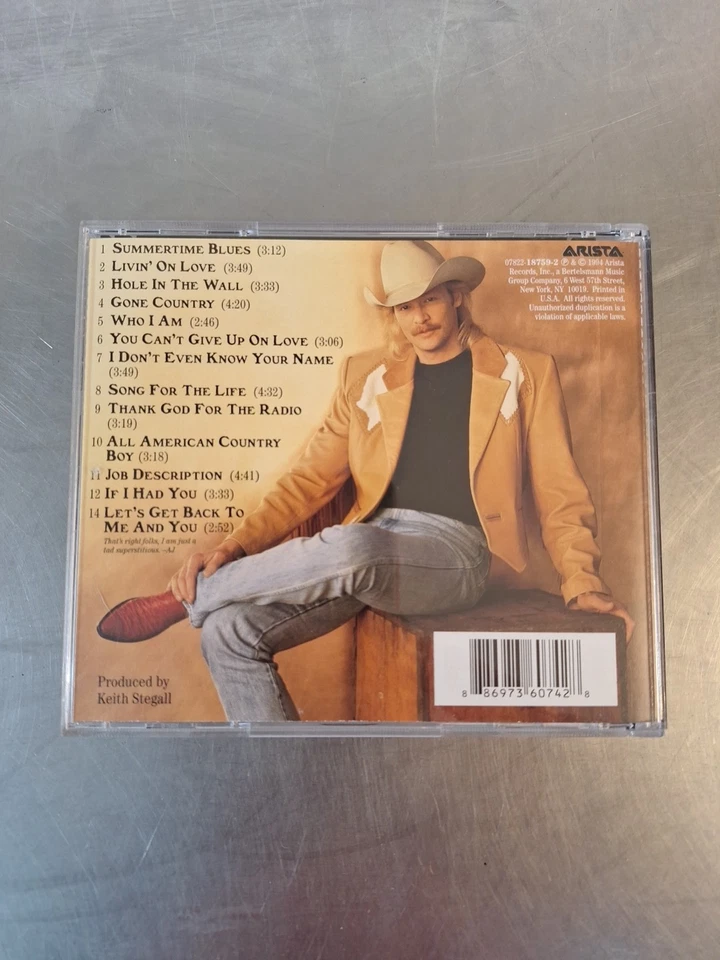 1 SUMMERTIME BLUES (3:12)
2 LIVIN' ON LOVE (3:49)
3 HOLE IN THE WALL (3:33)
4 GONE COUNTRY (4:20)
5 WHO I AM (2:46)
6 YOU CAN'T GIVE UP ON LOVE (3:06)
7 I DON'T EVEN KNOW YOUR NAME
(3:49)
8 SONG FOR THE LIFE (4:32)
9 THANK GOD FOR THE RADIO
(3:19)
10 ALL AMERICAN COUNTRY
BOY (3:18)
11 JOB DESCRIPTION (4:41)
12 IF I HAD YOU (3:33)
14 LET'S GET BACK TO
ME AND YOU (2:52)
That's right folks, I am just a
tad superstitious. –AJ
Produced by
Keith Stegall
ARISTA
07822-18759-2 ℗ & © 1994 Arista
Records, Inc., a Bertelsmann Music
Group Company, 6 West 57th Street,
New York, NY 10019. Printed in
U.S.A. All rights reserved.
Unauthorized duplication is a
violation of applicable laws.
8 86973 60742 8